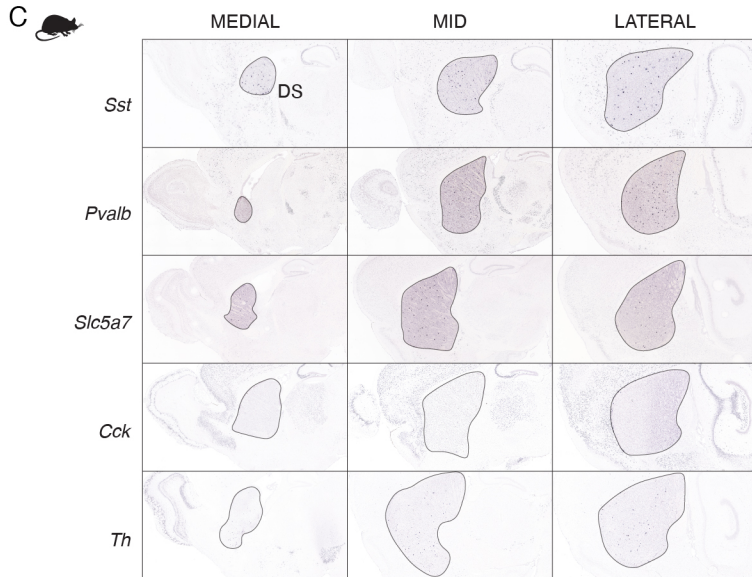 C
MEDIAL MID LATERAL
Sst
DS
Pvalb
Slc5a7
Cck
Th